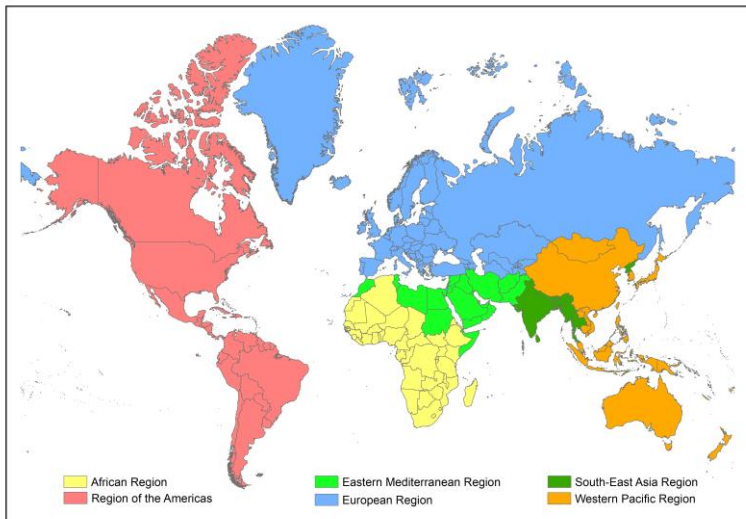 African Region
Region of the Americas
Eastern Mediterranean Region
European Region
South-East Asia Region
Western Pacific Region